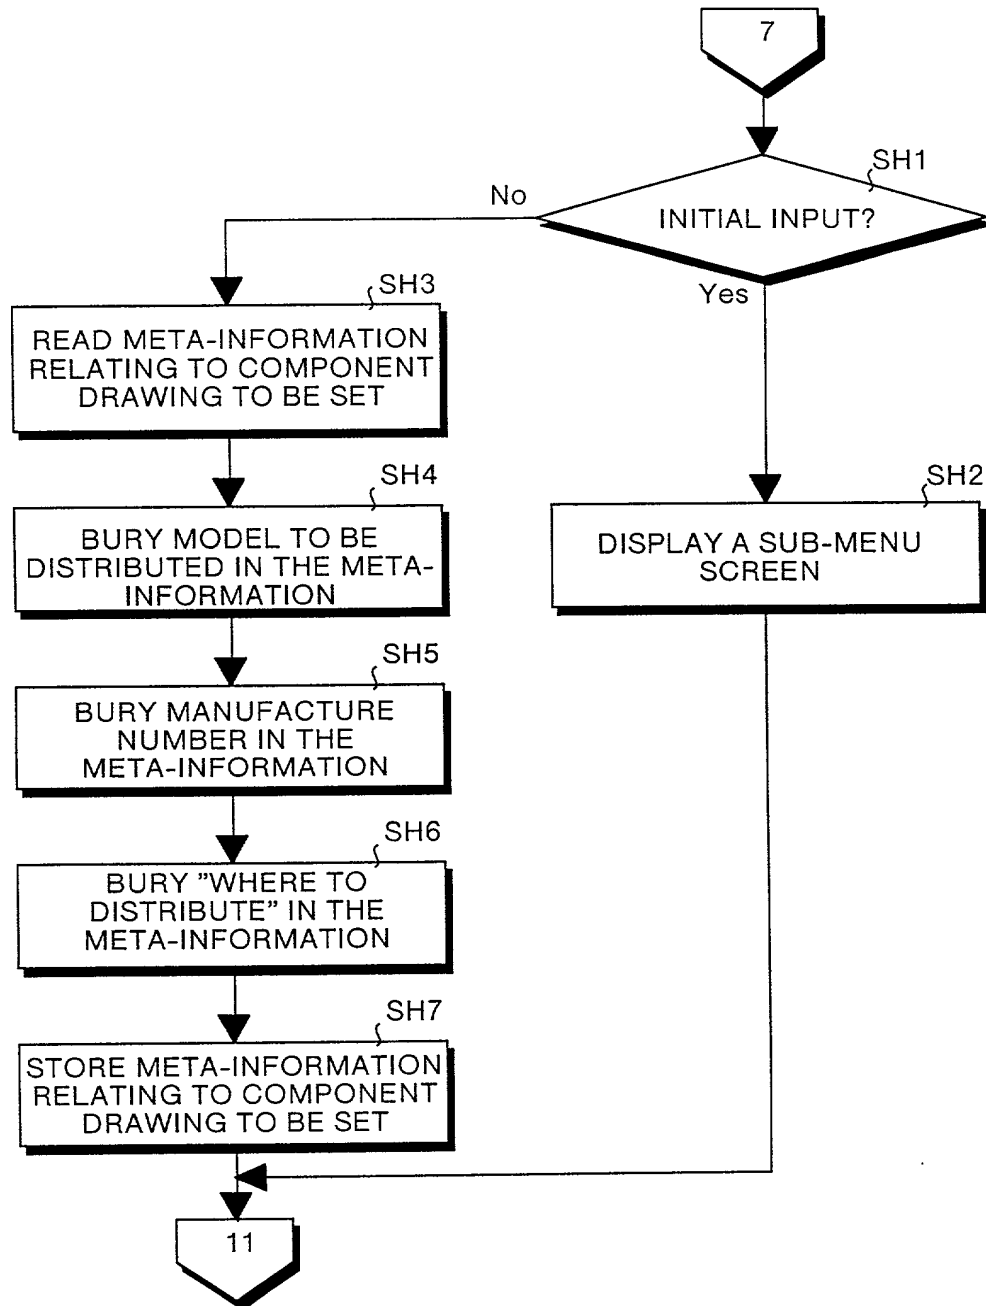 7
SH1
No
INITIAL INPUT?
Yes
SH3
READ META-INFORMATION
RELATING TO COMPONENT
DRAWING TO BE SET
SH4
BURY MODEL TO BE
DISTRIBUTED IN THE META-
INFORMATION
SH2
DISPLAY A SUB-MENU
SCREEN
SH5
BURY MANUFACTURE
NUMBER IN THE
META-INFORMATION
SH6
BURY ”WHERE TO
DISTRIBUTE” IN THE
META-INFORMATION
SH7
STORE META-INFORMATION
RELATING TO COMPONENT
DRAWING TO BE SET
11